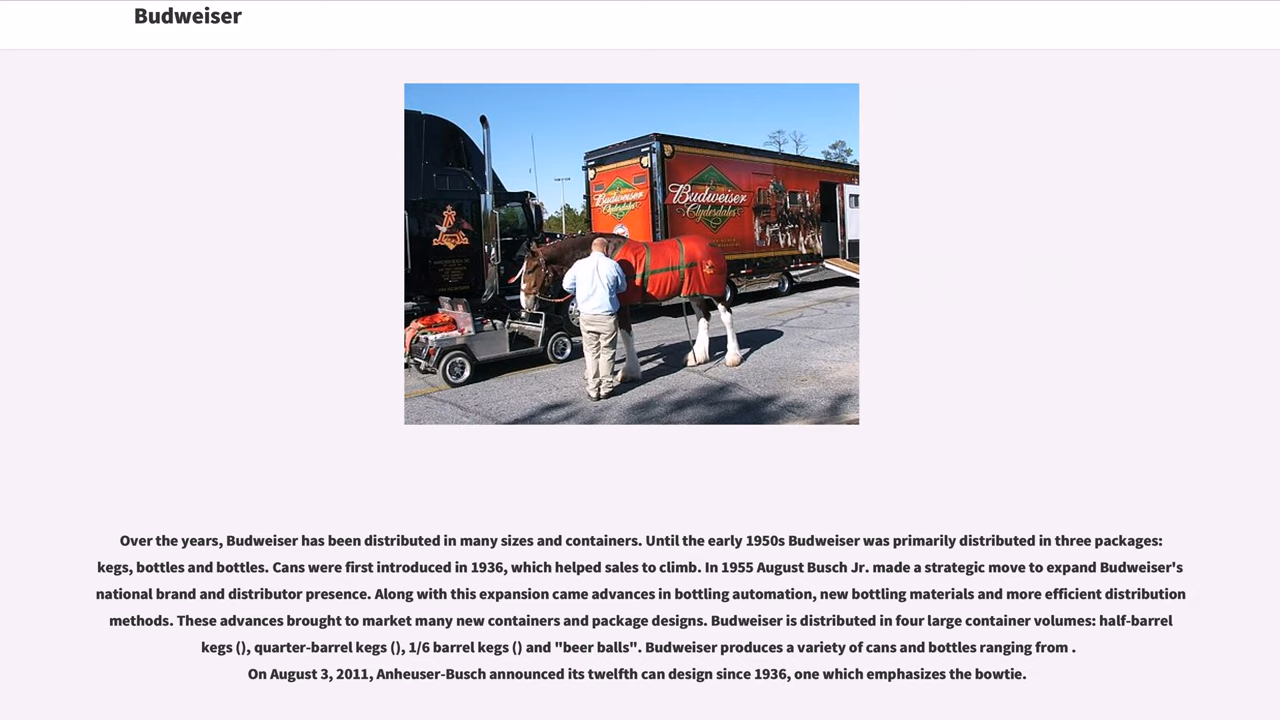 Budweiser
Budweiser
Budweiser
Clydesdales
Over the years, Budweiser has been distributed in many sizes and containers. Until the early 1950s Budweiser was primarily distributed in three packages:
kegs, bottles and bottles. Cans were first introduced in 1936, which helped sales to climb. In 1955 August Busch Jr. made a strategic move to expand Budweiser's
national brand and distributor presence. Along with this expansion came advances in bottling automation, new bottling materials and more efficient distribution
methods. These advances brought to market many new containers and package designs. Budweiser is distributed in four large container volumes: half-barrel
kegs (), quarter-barrel kegs (), 1/6 barrel kegs () and "beer balls". Budweiser produces a variety of cans and bottles ranging from .
On August 3, 2011, Anheuser-Busch announced its twelfth can design since 1936, one which emphasizes the bowtie.